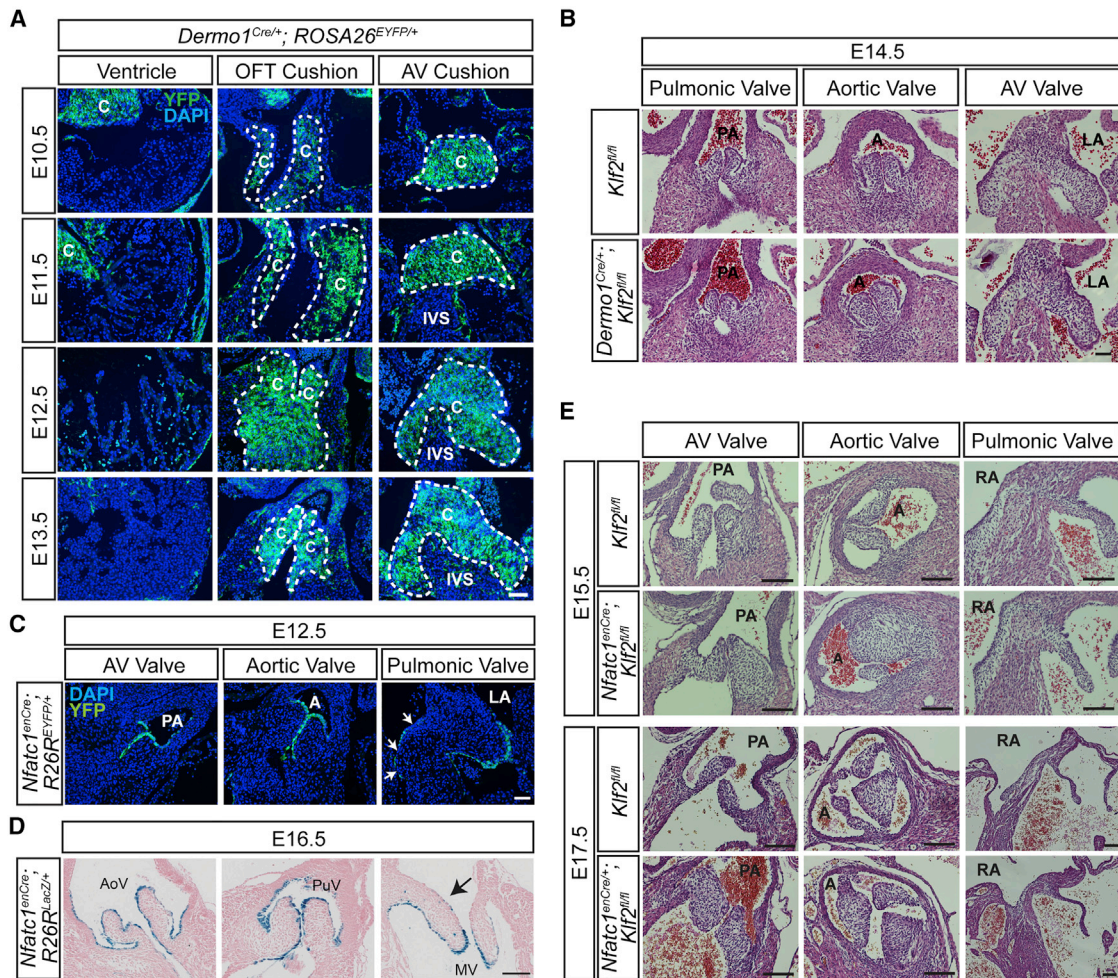 A
Dermo1Cre/+; ROSA26EYFP/+
Ventricle OFT Cushion AV Cushion
E10.5
YFP
DAPI
C
C C
C
E11.5
C
C C
C
IVS
E12.5
C C
C
IVS
E13.5
C C
C
IVS
B
E14.5
Pulmonic Valve Aortic Valve AV Valve
Klf2fl/fl
PA
A
LA
Dermo1Cre/+;
Klf2fl/fl
PA
A
LA
C
E12.5
AV Valve Aortic Valve Pulmonic Valve
Nfatc1enCre;
R26REYFP/+
DAPI
YFP
PA
A
LA
D
E16.5
Nfatc1enCre;
R26RLacZ/+
AoV
PuV
MV
E
AV Valve Aortic Valve Pulmonic Valve
E15.5
Klf2fl/fl
PA
A
RA
Nfatc1enCre;
Klf2fl/fl
PA
A
RA
E17.5
Klf2fl/fl
PA
A
RA
Nfatc1enCre/+;
Klf2fl/fl
PA
A
RA